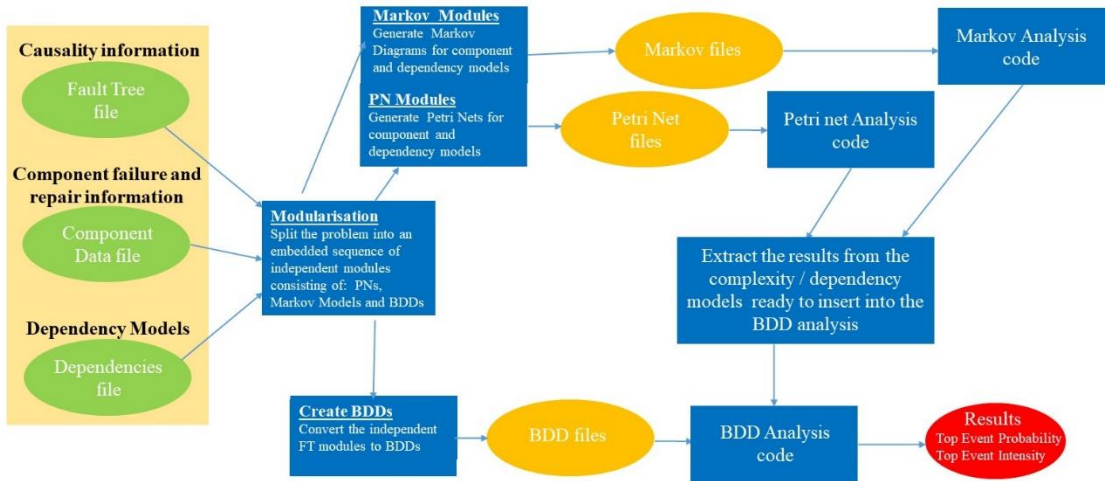 Causality information
Fault Tree
file
Component failure and
repair information
Component
Data file
Dependency Models
Dependencies
file
Modularisation
Split the problem into an
embedded sequence of
independent modules
consisting of: PNs,
Markov Models and BDDs
Markov Modules
Generate Markov
Diagrams for component
and dependency models
PN Modules
Generate Petri Nets for
component and
dependency models
Markov files
Markov Analysis
code
Petri Net
files
Petri net Analysis
code
Extract the results from the
complexity / dependency
models ready to insert into the
BDD analysis
Create BDDs
Convert the independent
FT modules to BDDs
BDD files
BDD Analysis
code
Results
Top Event Probability
Top Event Intensity